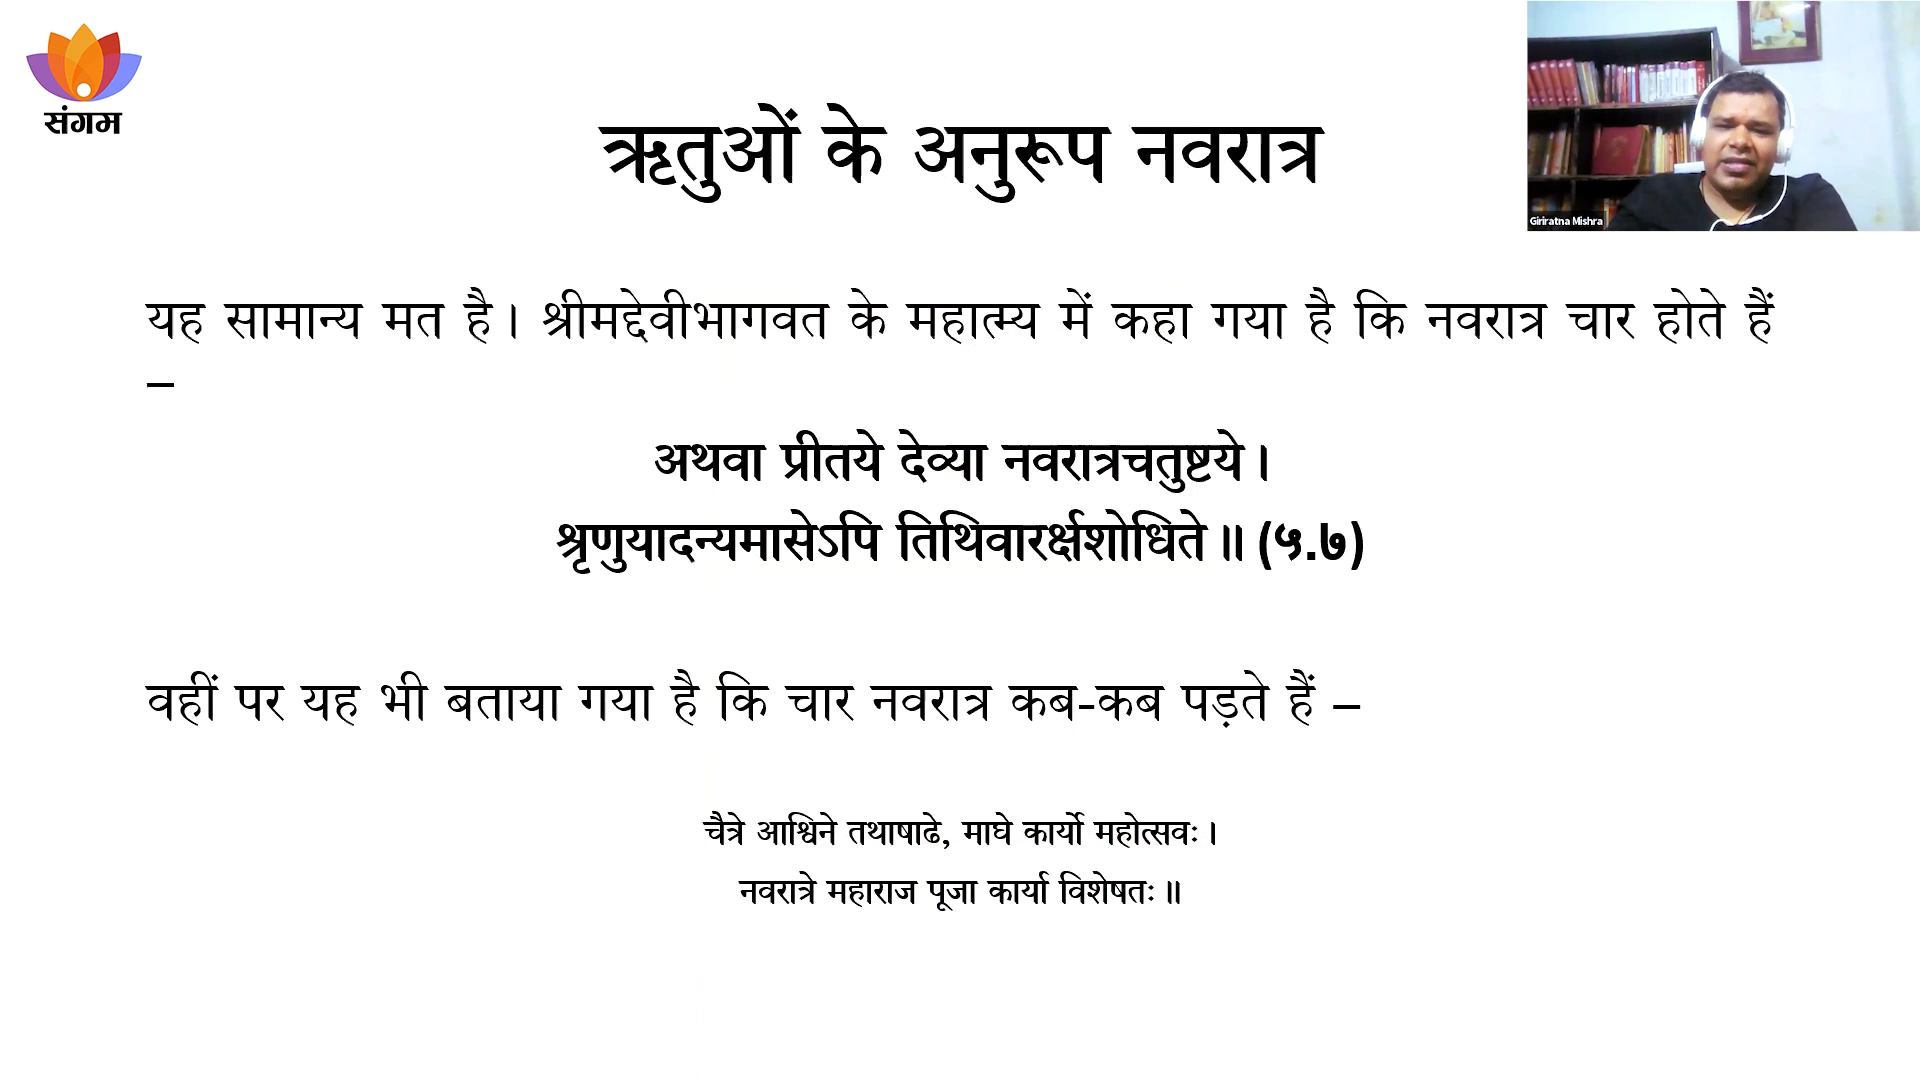 संगम
ऋतुओं के अनुरूप नवरात्र
Giriratna Mishra
यह सामान्य मत है। श्रीमद्देवीभागवत के महात्म्य में कहा गया है कि नवरात्र चार होते हैं
–
अथवा प्रीतये देव्या नवरात्रचतुष्टये।
श्रृणुयादन्यमासेऽपि तिथिवारर्क्षशोधिते॥ (५.७)
वहीं पर यह भी बताया गया है कि चार नवरात्र कब-कब पड़ते हैं –
चैत्रे आश्विने तथाषाढे, माघे कार्यो महोत्सवः।
नवरात्रे महाराज पूजा कार्या विशेषतः॥